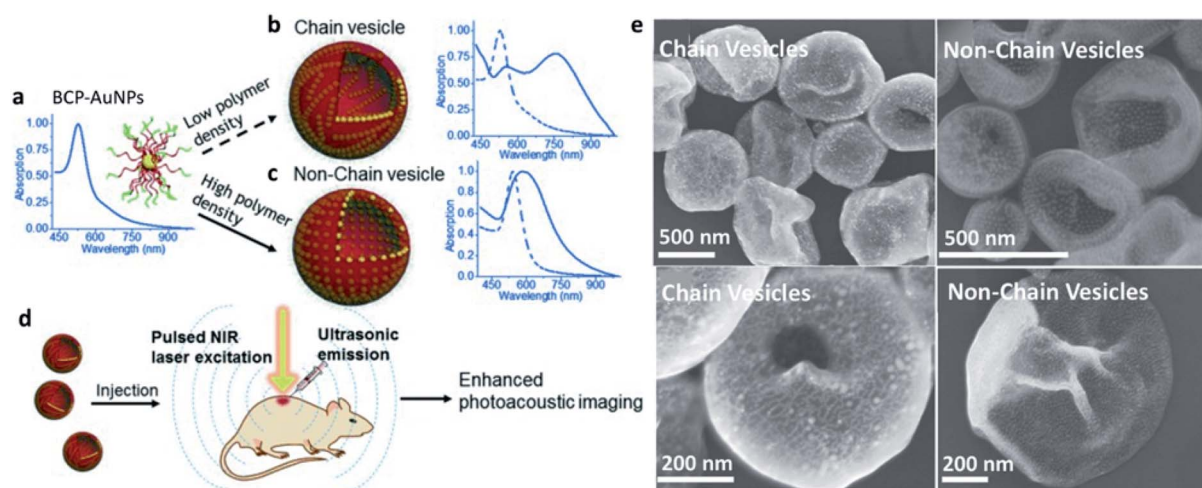 a
BCP-AuNPs
Absorption
1.00
0.75
0.50
0.25
0.00
450 600 750 900
Wavelength (nm)
Low polymer
density
High polymer
density
b
Chain vesicle
Absorption
1.00
0.75
0.50
0.25
0.00
450 600 750 900
Wavelength (nm)
c
Non-Chain vesicle
Absorption
1.0
0.8
0.6
0.4
0.2
0.0
450 600 750 900
Wavelength (nm)
d
Injection
Pulsed NIR
laser excitation
Ultrasonic
emission
Enhanced
photoacoustic imaging
e
Chain Vesicles
500 nm
Non-Chain Vesicles
500 nm
Chain Vesicles
200 nm
Non-Chain Vesicles
200 nm